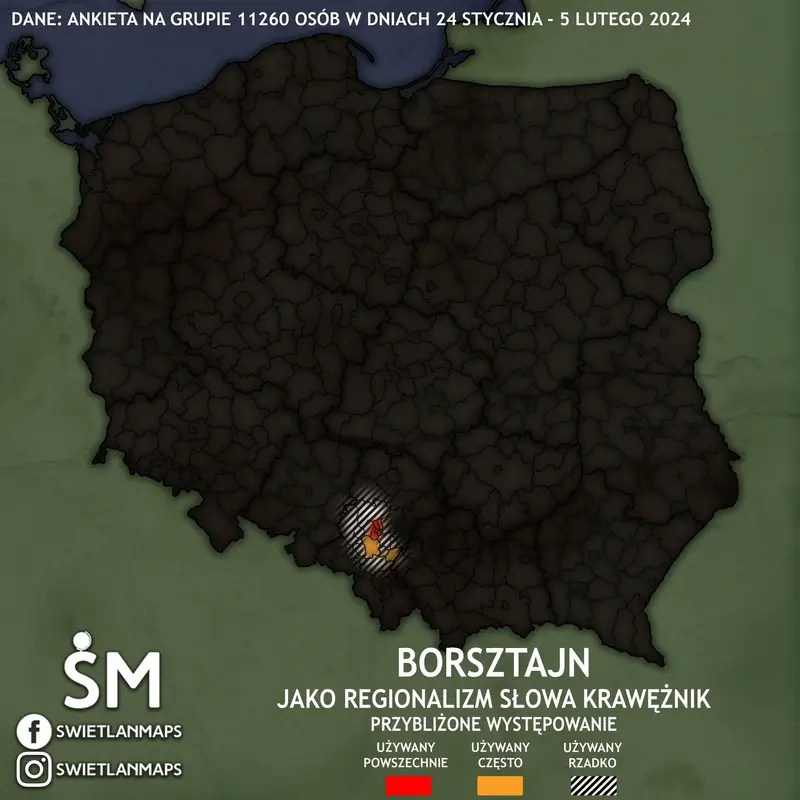 DANE: ANKIETA NA GRUPIE 11260 OSÓB W DNIACH 24 STYCZNIA - 5 LUTEGO 2024
ŚM
SWIETLANMAPS
SWIETLANMAPS
BORSZTAJN
JAKO REGIONALIZM SŁOWA KRAWĘŻNIK
PRZYBLIŻONE WYSTĘPOWANIE
UŻYWANY
POWSZECHNIE
UŻYWANY
CZĘSTO
UŻYWANY
RZADKO